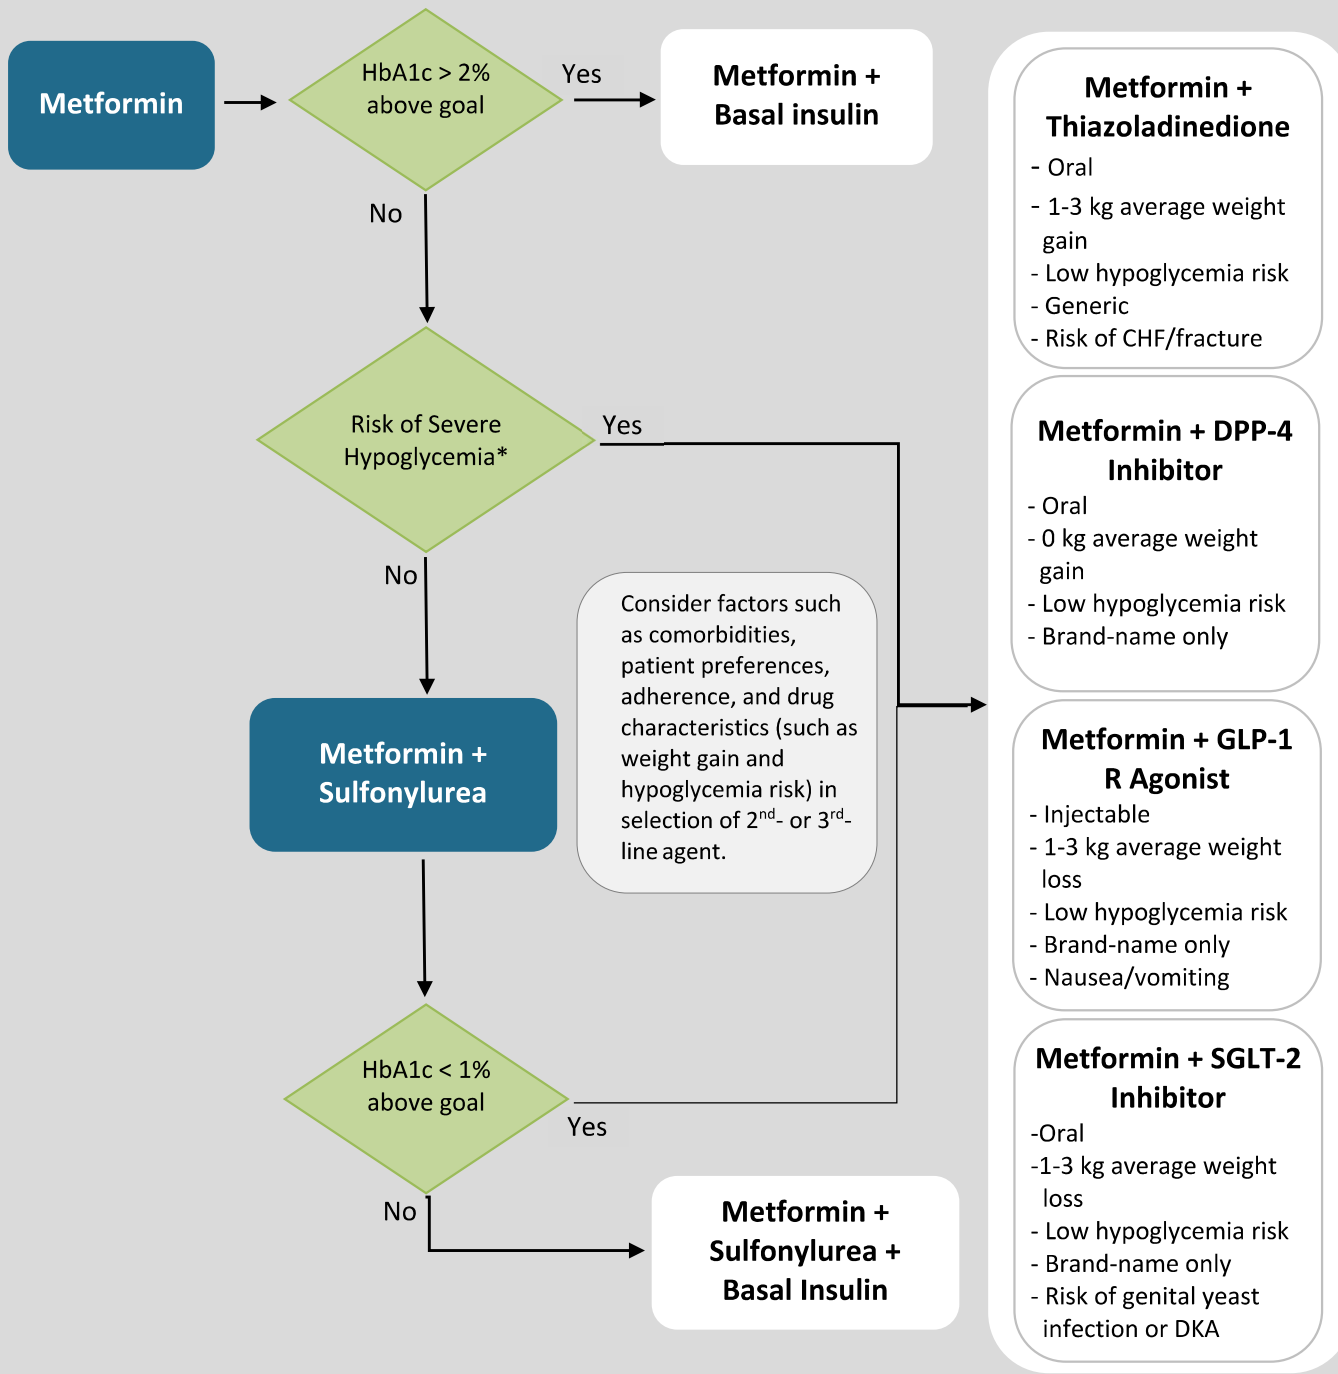 Metformin
HbA1c > 2%
above goal
Yes
Metformin +
Basal insulin
No
Risk of Severe
Hypoglycemia*
Yes
No
Consider factors such
as comorbidities,
patient preferences,
adherence, and drug
characteristics (such as
weight gain and
hypoglycemia risk) in
selection of 2nd- or 3rd-
line agent.
Metformin +
Sulfonylurea
HbA1c < 1%
above goal
Yes
No
Metformin +
Sulfonylurea +
Basal Insulin
Metformin +
Thiazoladinedione
- Oral
- 1-3 kg average weight
gain
- Low hypoglycemia risk
- Generic
- Risk of CHF/fracture
Metformin + DPP-4
Inhibitor
- Oral
- 0 kg average weight
gain
- Low hypoglycemia risk
- Brand-name only
Metformin + GLP-1
R Agonist
- Injectable
- 1-3 kg average weight
loss
- Low hypoglycemia risk
- Brand-name only
- Nausea/vomiting
Metformin + SGLT-2
Inhibitor
-Oral
-1-3 kg average weight
loss
- Low hypoglycemia risk
- Brand-name only
- Risk of genital yeast
infection or DKA